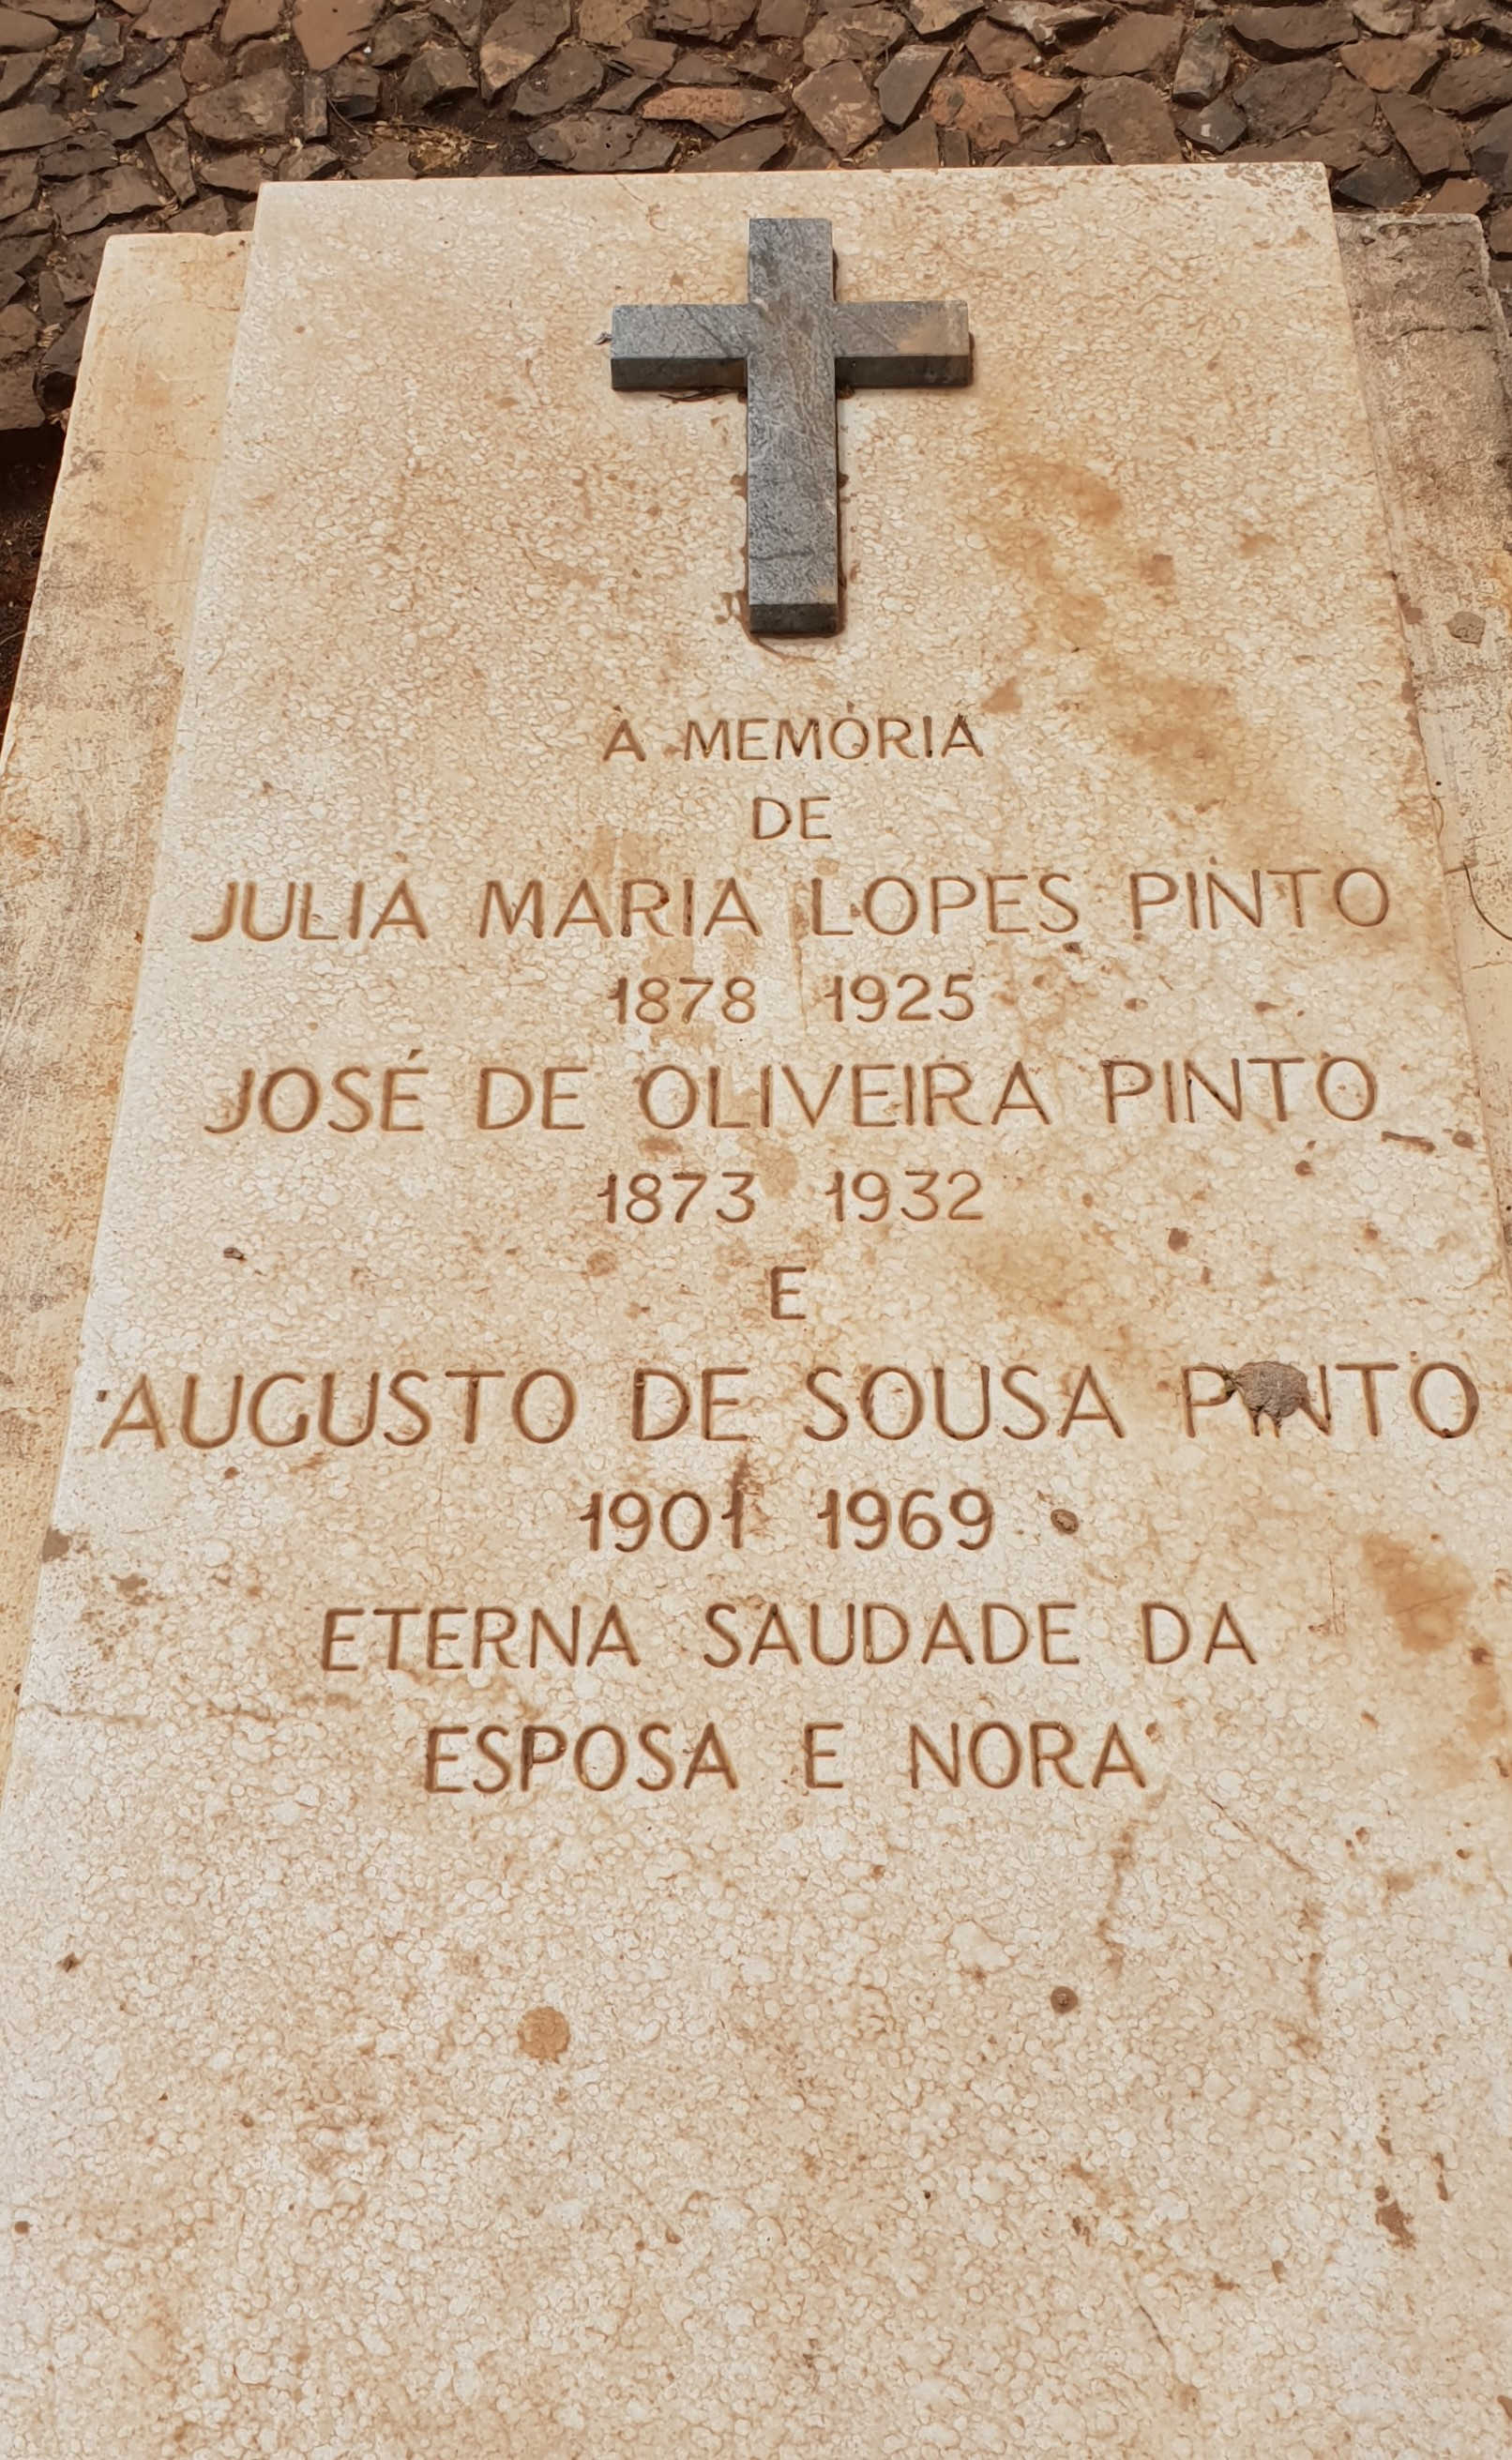 À MEMÓRIA
DE
JULIA MARIA LOPES PINTO
1878 1925
JOSÉ DE OLIVEIRA PINTO
1873 1932
E
AUGUSTO DE SOUSA PINTO
1901 1969
ETERNA SAUDADE DA
ESPOSA E NORA